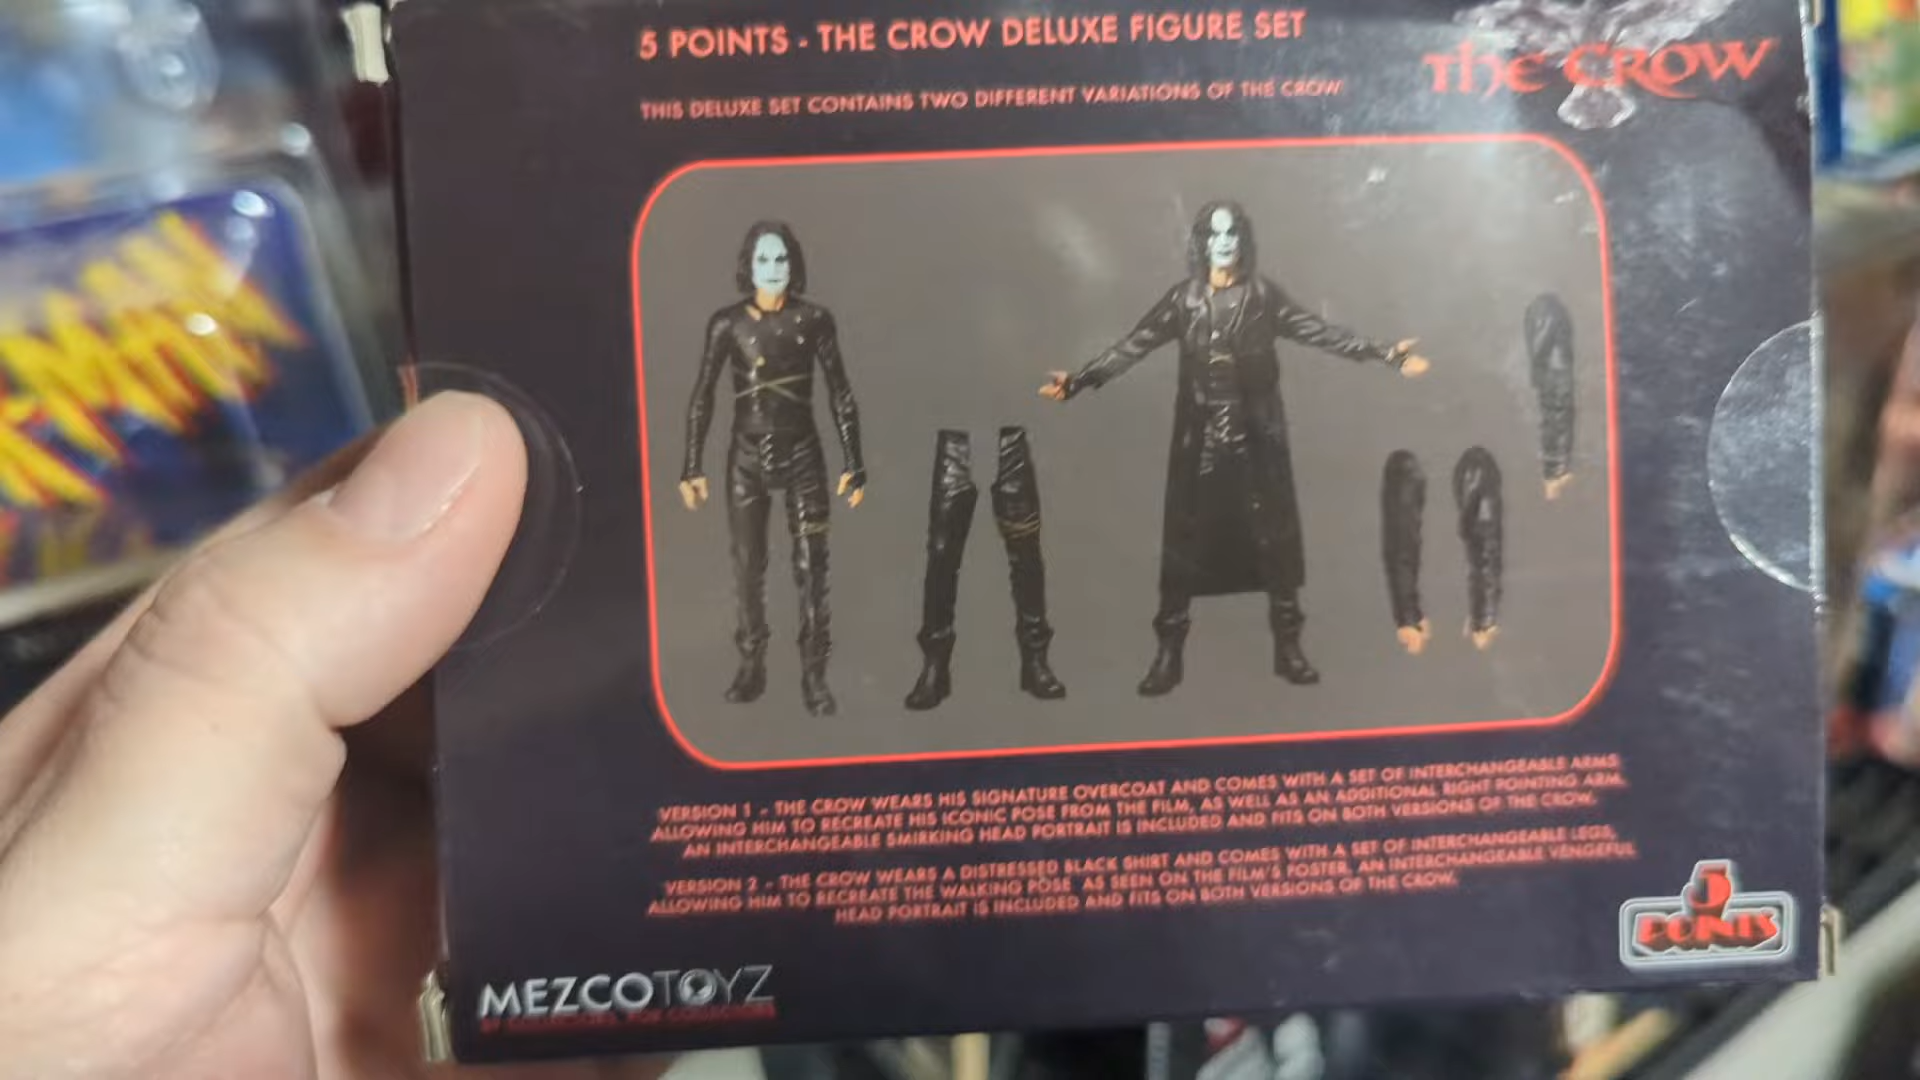 5 POINTS - THE CROW DELUXE FIGURE SET
THE CROW
THIS DELUXE SET CONTAINS TWO DIFFERENT VARIATIONS OF THE CROW
VERSION 1 - THE CROW WEARS HIS SIGNATURE OVERCOAT AND COMES WITH A SET OF INTERCHANGEABLE ARMS
ALLOWING HIM TO RECREATE HIS ICONIC POSE FROM THE FILM, AS WELL AS AN ADDITIONAL RIGHT POINTING ARM.
AN INTERCHANGEABLE SMIRKING HEAD PORTRAIT IS INCLUDED AND FITS ON BOTH VERSIONS OF THE CROW.
VERSION 2 - THE CROW WEARS A DISTRESSED BLACK SHIRT AND COMES WITH A SET OF INTERCHANGEABLE LEGS,
ALLOWING HIM TO RECREATE THE WALKING POSE AS SEEN ON THE FILM'S POSTER, AN INTERCHANGEABLE VENGEFUL
HEAD PORTRAIT IS INCLUDED AND FITS ON BOTH VERSIONS OF THE CROW.
5
POINTS
MEZCOTOYZ